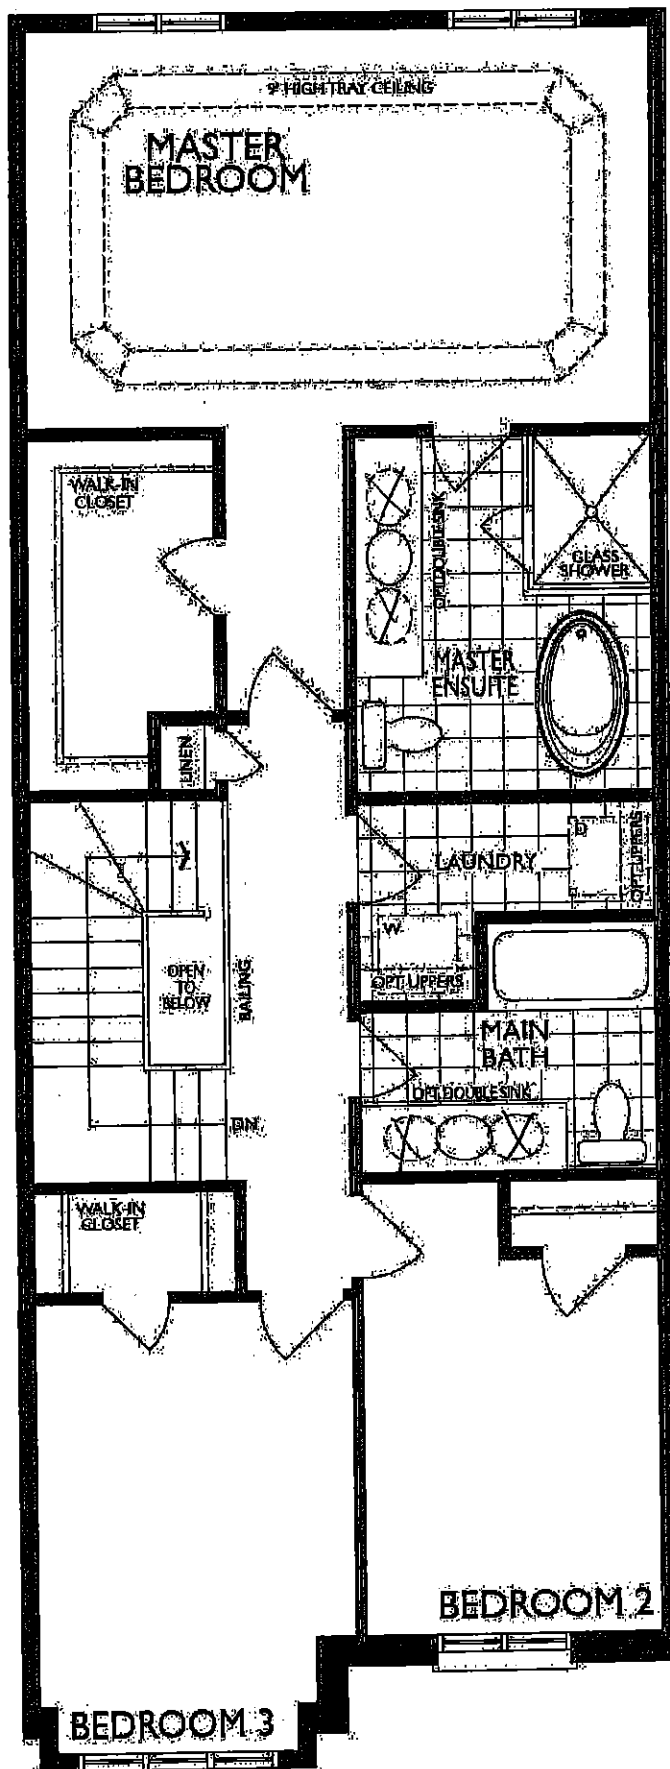 9' HIGH TRAY CEILING
MASTER
BEDROOM
WALK-IN
CLOSET
OPT. DOUBLE SINK
GLASS
SHOWER
MASTER
ENSUITE
LINEN
LAUNDRY
D
OPT. UPPERS
W
OPT. UPPERS
OPEN
TO
BELOW
RAILING
MAIN
BATH
OPT. DOUBLE SINK
DN
WALK-IN
CLOSET
BEDROOM 2
BEDROOM 3